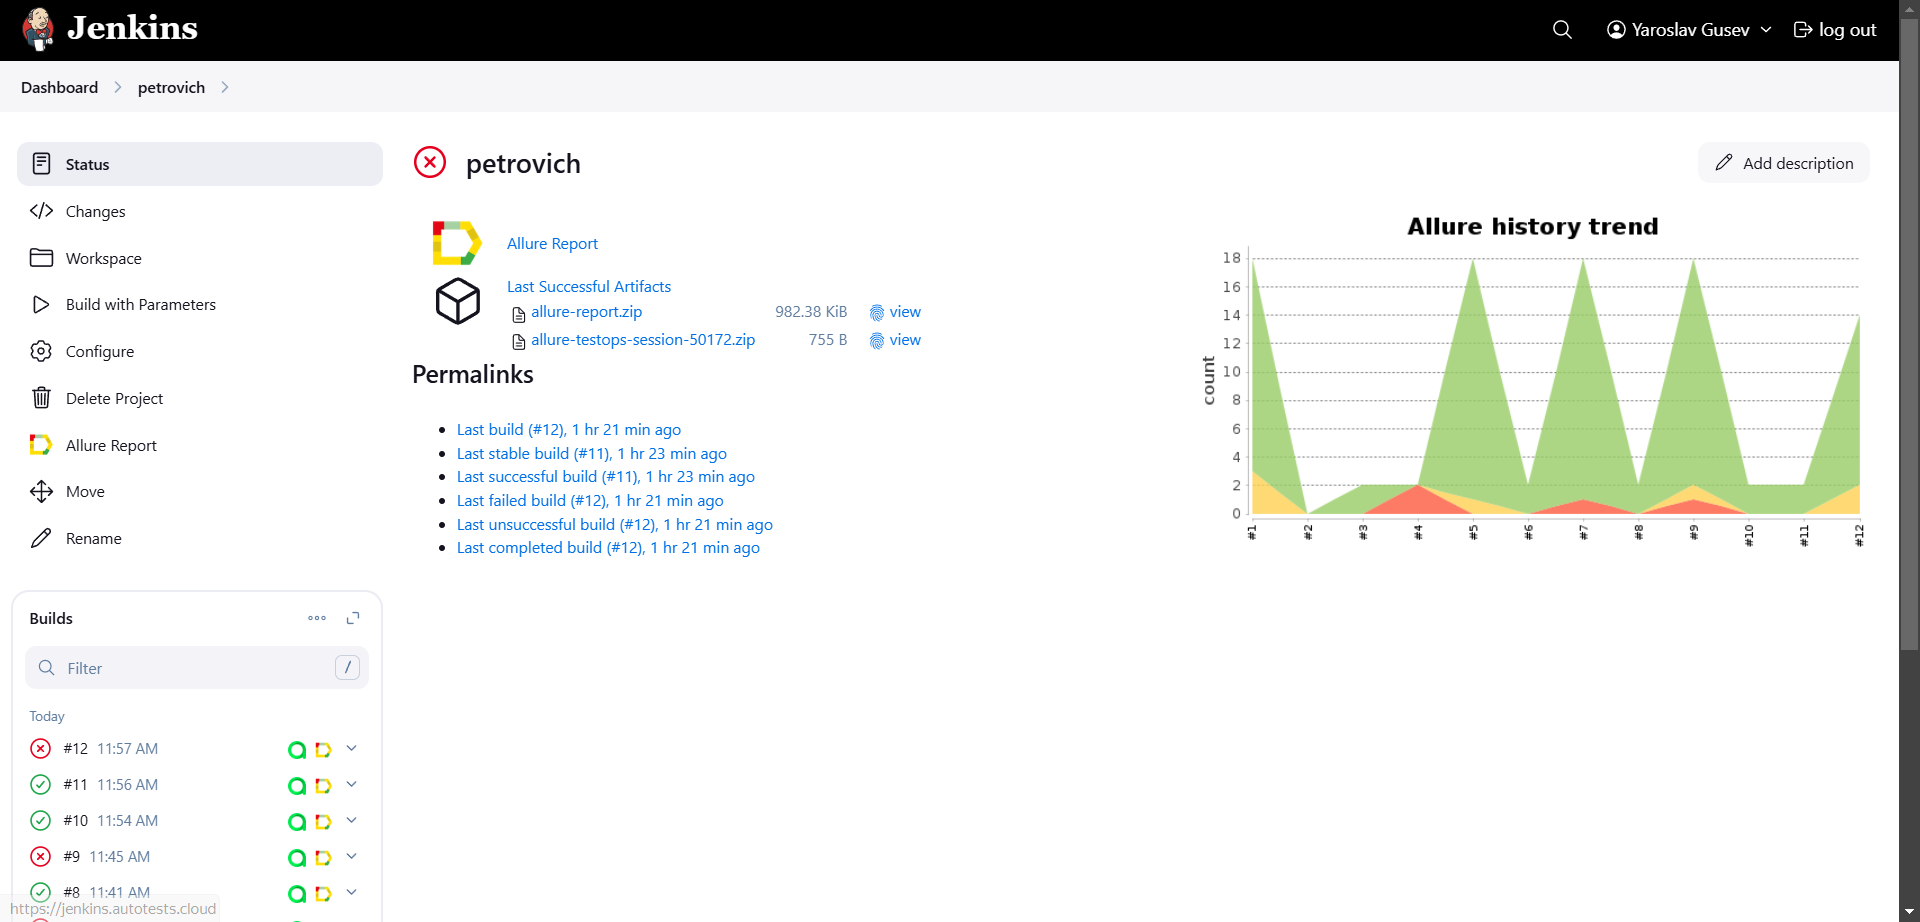 Jenkins
Yaroslav Gusev
log out
Dashboard
petrovich
Status
Changes
Workspace
Build with Parameters
Configure
Delete Project
Allure Report
Move
Rename
Builds
Filter
/
Today
#12 11:57 AM
#11 11:56 AM
#10 11:54 AM
#9 11:45 AM
#8 11:41 AM
https://jenkins.autotests.cloud
petrovich
Add description
Allure Report
Last Successful Artifacts
allure-report.zip 982.38 KiB view
allure-testops-session-50172.zip 755 B view
Permalinks
Last build (#12), 1 hr 21 min ago
Last stable build (#11), 1 hr 23 min ago
Last successful build (#11), 1 hr 23 min ago
Last failed build (#12), 1 hr 21 min ago
Last unsuccessful build (#12), 1 hr 21 min ago
Last completed build (#12), 1 hr 21 min ago
Allure history trend
count
18
16
14
12
10
8
6
4
2
0
#1 #2 #3 #4 #5 #6 #7 #8 #9 #10 #11 #12